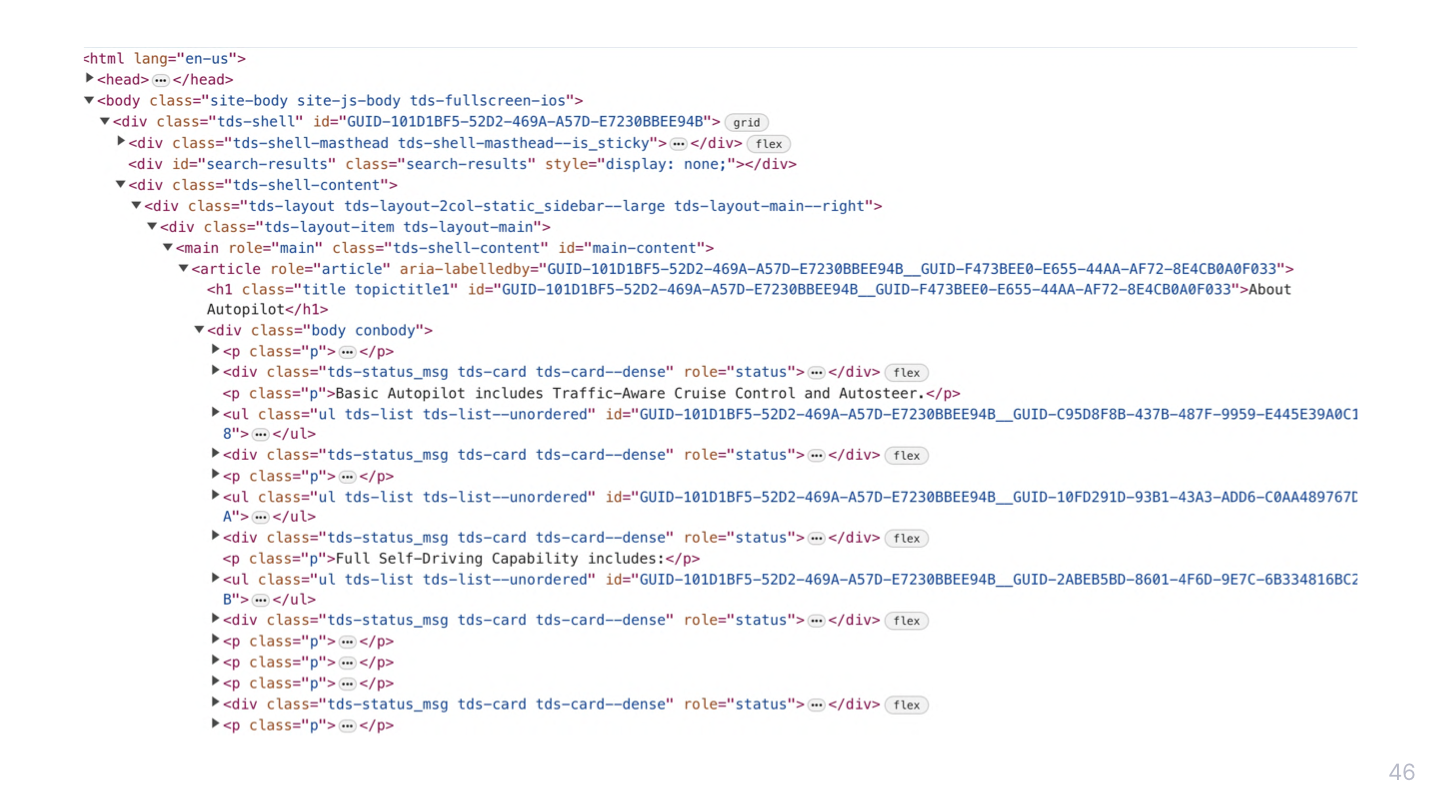 <html lang="en-us">
▶<head>•••</head>
▼<body class="site-body site-js-body tds-fullscreen-ios">
▼<div class="tds-shell" id="GUID-101D1BF5-52D2-469A-A57D-E7230BBEE94B"> grid
▶<div class="tds-shell-masthead tds-shell-masthead--is_sticky">•••</div> flex
<div id="search-results" class="search-results" style="display: none;"></div>
▼<div class="tds-shell-content">
▼<div class="tds-layout tds-layout-2col-static_sidebar--large tds-layout-main--right">
▼<div class="tds-layout-item tds-layout-main">
▼<main role="main" class="tds-shell-content" id="main-content">
▼<article role="article" aria-labelledby="GUID-101D1BF5-52D2-469A-A57D-E7230BBEE94B__GUID-F473BEE0-E655-44AA-AF72-8E4CB0A0F033">
<h1 class="title topictitle1" id="GUID-101D1BF5-52D2-469A-A57D-E7230BBEE94B__GUID-F473BEE0-E655-44AA-AF72-8E4CB0A0F033">About
Autopilot</h1>
▼<div class="body conbody">
▶<p class="p">•••</p>
▶<div class="tds-status_msg tds-card tds-card--dense" role="status">•••</div> flex
<p class="p">Basic Autopilot includes Traffic-Aware Cruise Control and Autosteer.</p>
▶<ul class="ul tds-list tds-list--unordered" id="GUID-101D1BF5-52D2-469A-A57D-E7230BBEE94B__GUID-C95D8F8B-437B-487F-9959-E445E39A0C1
8">•••</ul>
▶<div class="tds-status_msg tds-card tds-card--dense" role="status">•••</div> flex
▶<p class="p">•••</p>
▶<ul class="ul tds-list tds-list--unordered" id="GUID-101D1BF5-52D2-469A-A57D-E7230BBEE94B__GUID-10FD291D-93B1-43A3-ADD6-C0AA489767D
A">•••</ul>
▶<div class="tds-status_msg tds-card tds-card--dense" role="status">•••</div> flex
<p class="p">Full Self-Driving Capability includes:</p>
▶<ul class="ul tds-list tds-list--unordered" id="GUID-101D1BF5-52D2-469A-A57D-E7230BBEE94B__GUID-2ABEB5BD-8601-4F6D-9E7C-6B334816BC2
B">•••</ul>
▶<div class="tds-status_msg tds-card tds-card--dense" role="status">•••</div> flex
▶<p class="p">•••</p>
▶<p class="p">•••</p>
▶<p class="p">•••</p>
▶<div class="tds-status_msg tds-card tds-card--dense" role="status">•••</div> flex
▶<p class="p">•••</p>
46